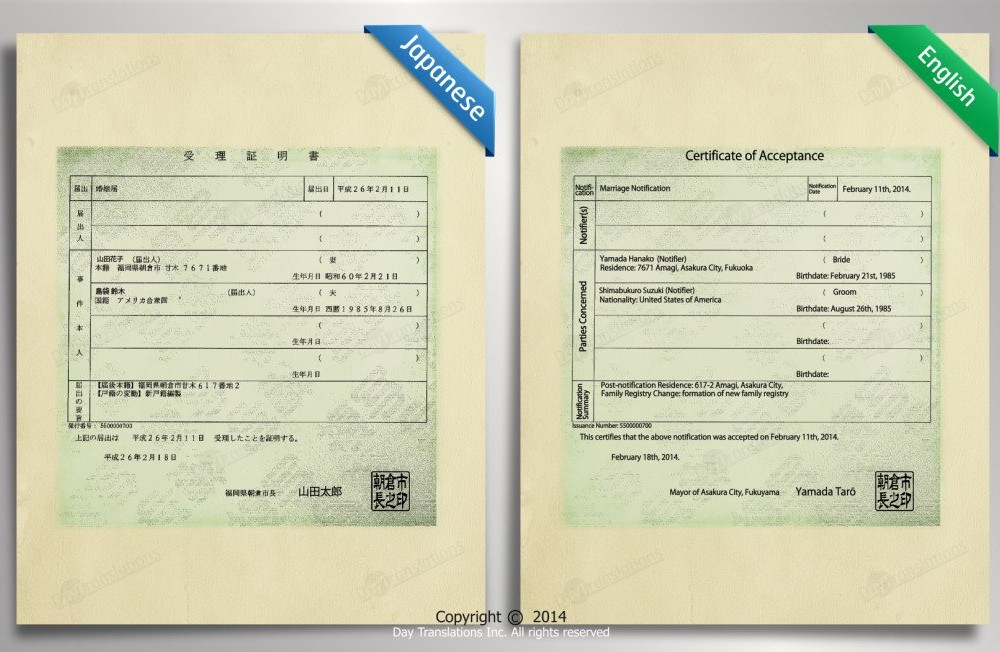 Japanese
受理証明書
届出 婚姻届 届出日 平成26年2月11日
届出人
( )
( )
事件本人
山田花子 (届出人) ( 妻 )
本籍 福岡県朝倉市 甘木 7671番地
生年月日 昭和60年2月21日
島袋 鈴木 (届出人) ( 夫 )
国籍 アメリカ合衆国
生年月日 西暦1985年8月26日
( )
生年月日
( )
生年月日
届出の要旨
【届後本籍】福岡県朝倉市甘木617番地2
【戸籍の変動】新戸籍編製
発行番号: 5500000700
上記の届出は 平成26年2月11日 受理したことを証明する。
平成26年2月18日
福岡県朝倉市長 山田太郎
朝倉市長之印
English
Certificate of Acceptance
Notifi-cation Marriage Notification Notification Date February 11th, 2014.
Notifier(s)
( )
( )
Parties Concerned
Yamada Hanako (Notifier) ( Bride )
Residence: 7671 Amagi, Asakura City, Fukuoka
Birthdate: February 21st, 1985
Shimabukuro Suzuki (Notifier) ( Groom )
Nationality: United States of America
Birthdate: August 26th, 1985
( )
Birthdate:
( )
Birthdate:
Notification Summary
Post-notification Residence: 617-2 Amagi, Asakura City,
Family Registry Change: formation of new family registry
Issuance Number: 5500000700
This certifies that the above notification was accepted on February 11th, 2014.
February 18th, 2014.
Mayor of Asakura City, Fukuyama Yamada Tarō
朝倉市長之印
Copyright © 2014
Day Translations Inc. All rights reserved